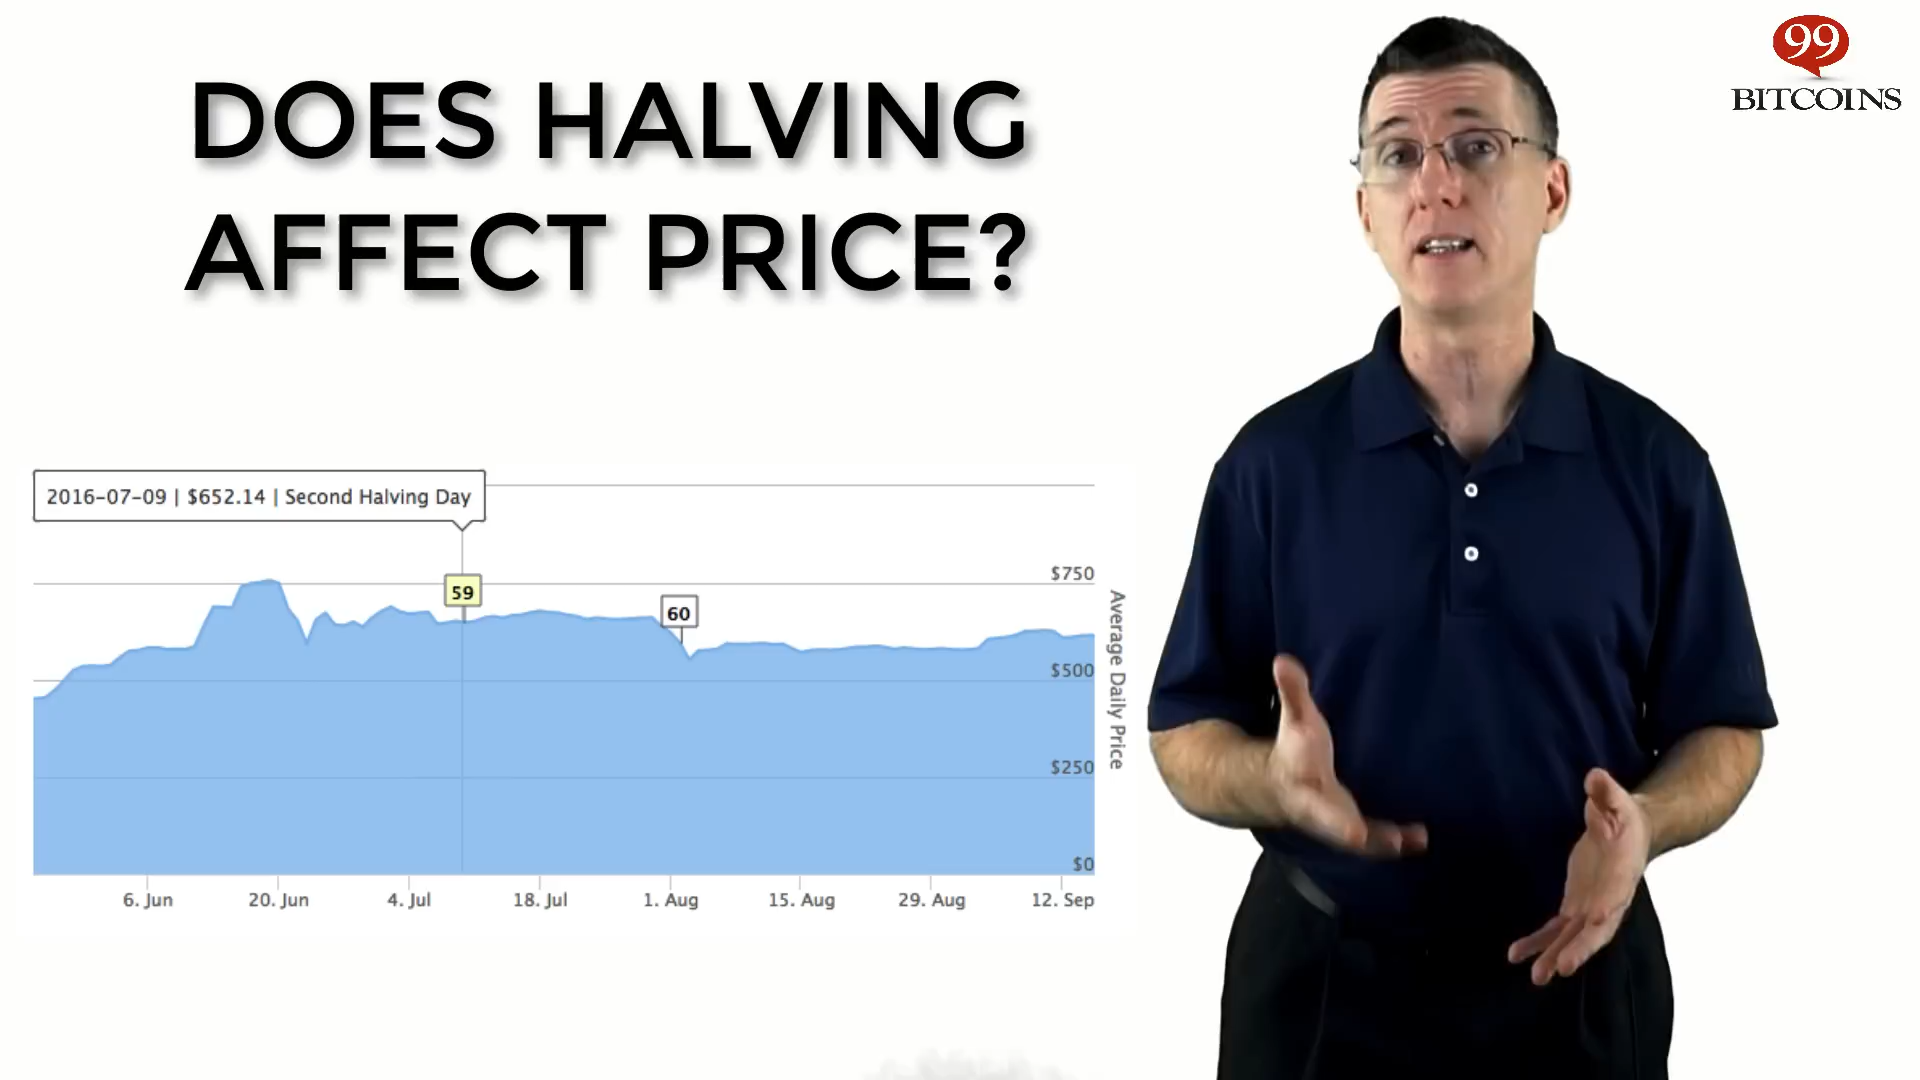 DOES HALVING
AFFECT PRICE?
99
BITCOINS
2016-07-09 | $652.14 | Second Halving Day
59
60
$750
$500
$250
$0
Average Daily Price
6. Jun
20. Jun
4. Jul
18. Jul
1. Aug
15. Aug
29. Aug
12. Sep